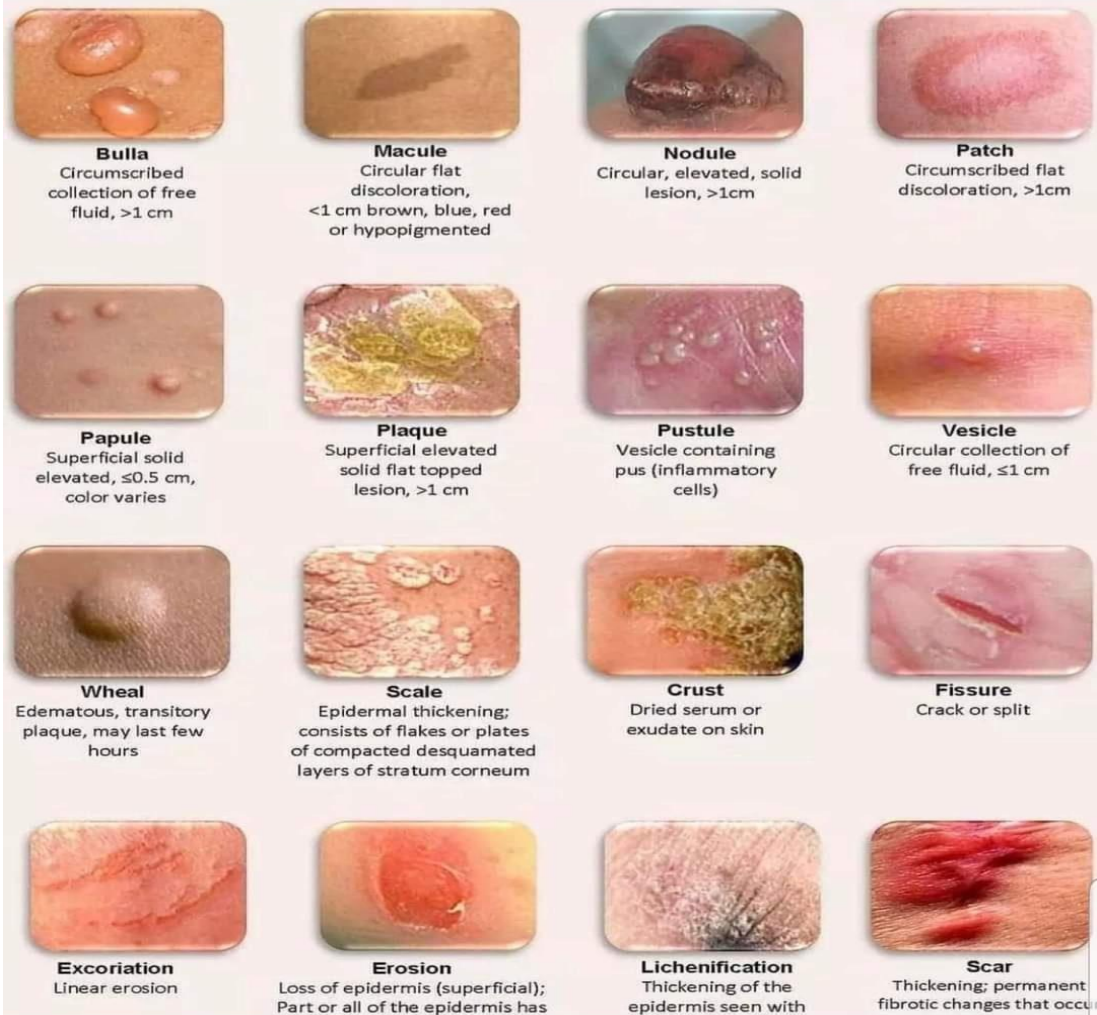 Bulla
Circumscribed
collection of free
fluid, >1 cm
Macule
Circular flat
discoloration,
<1 cm brown, blue, red
or hypopigmented
Nodule
Circular, elevated, solid
lesion, >1cm
Patch
Circumscribed flat
discoloration, >1cm
Papule
Superficial solid
elevated, ≤0.5 cm,
color varies
Plaque
Superficial elevated
solid flat topped
lesion, >1 cm
Pustule
Vesicle containing
pus (inflammatory
cells)
Vesicle
Circular collection of
free fluid, ≤1 cm
Wheal
Edematous, transitory
plaque, may last few
hours
Scale
Epidermal thickening;
consists of flakes or plates
of compacted desquamated
layers of stratum corneum
Crust
Dried serum or
exudate on skin
Fissure
Crack or split
Excoriation
Linear erosion
Erosion
Loss of epidermis (superficial);
Part or all of the epidermis has
Lichenification
Thickening of the
epidermis seen with
Scar
Thickening; permanent
fibrotic changes that